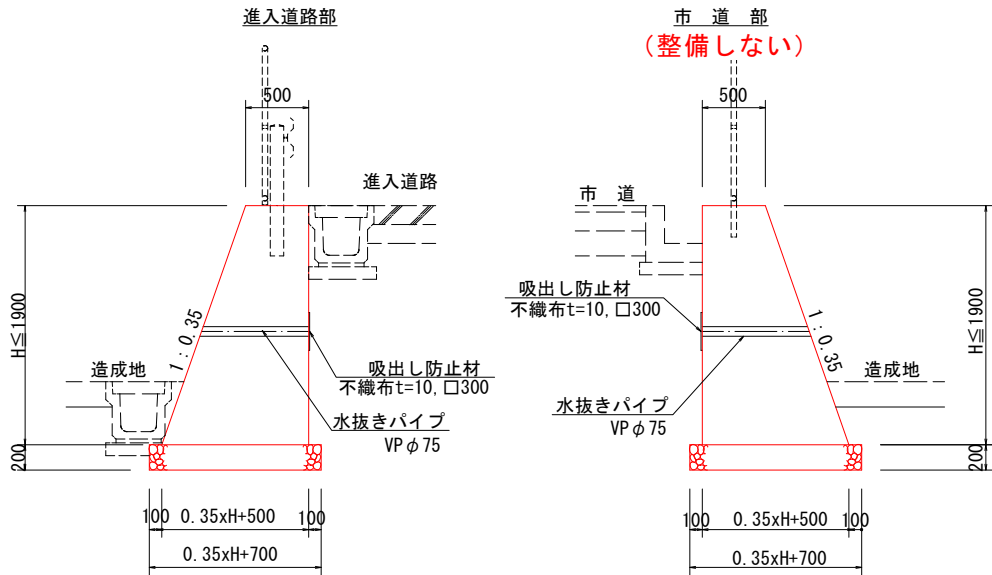 進入道路部
500
進入道路
H≦1900
1：0.35
造成地
吸出し防止材
不織布t=10,□300
水抜きパイプ
VPφ75
200
100
0.35xH+500
100
0.35xH+700
市 道 部
（整備しない）
500
市 道
吸出し防止材
不織布t=10,□300
H≦1900
1：0.35
造成地
水抜きパイプ
VPφ75
200
100
0.35xH+500
100
0.35xH+700